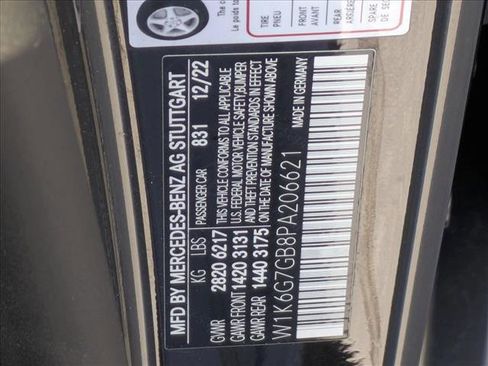 MFD BY MERCEDES-BENZ AG STUTTGART
PASSENGER CAR 831 12/22
KG LBS
GVWR 2820 6217
GAWR FRONT 1420 3131
GAWR REAR 1440 3175
THIS VEHICLE CONFORMS TO ALL APPLICABLE
U.S. FEDERAL MOTOR VEHICLE SAFETY, BUMPER
AND THEFT PREVENTION STANDARDS IN EFFECT
ON THE DATE OF MANUFACTURE SHOWN ABOVE
W1K6G7GB8PA206621
MADE IN GERMANY
TIRE
PNEU
FRONT
AVANT
REAR
ARRIÈRE
SPARE
DE